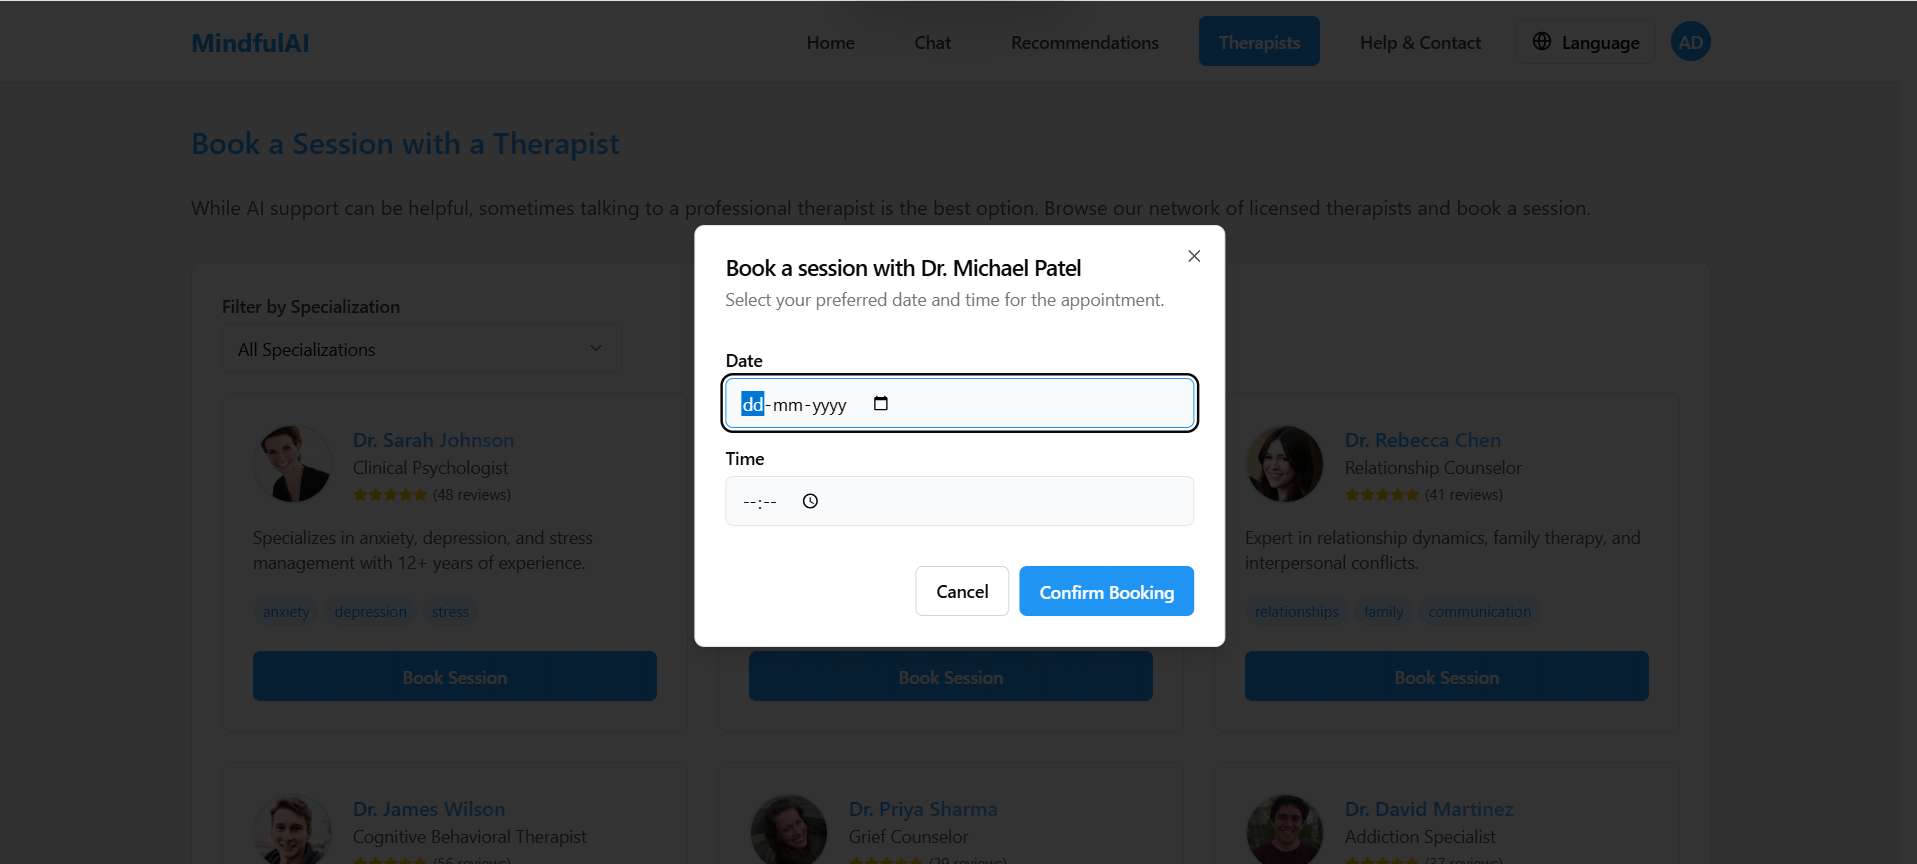 MindfulAI
Home
Chat
Recommendations
Therapists
Help & Contact
Language
AD
Book a Session with a Therapist
While AI support can be helpful, sometimes talking to a professional therapist is the best option. Browse our network of licensed therapists and book a session.
Book a session with Dr. Michael Patel
Select your preferred date and time for the appointment.
Date
dd-mm-yyyy
Time
--:--
Cancel
Confirm Booking
Filter by Specialization
All Specializations
Dr. Sarah Johnson
Clinical Psychologist
(48 reviews)
Specializes in anxiety, depression, and stress
management with 12+ years of experience.
anxiety
depression
stress
Book Session
Book Session
Dr. Rebecca Chen
Relationship Counselor
(41 reviews)
Expert in relationship dynamics, family therapy, and
interpersonal conflicts.
relationships
family
communication
Book Session
Dr. James Wilson
Cognitive Behavioral Therapist
(56 reviews)
Dr. Priya Sharma
Grief Counselor
(29 reviews)
Dr. David Martinez
Addiction Specialist
(37 reviews)